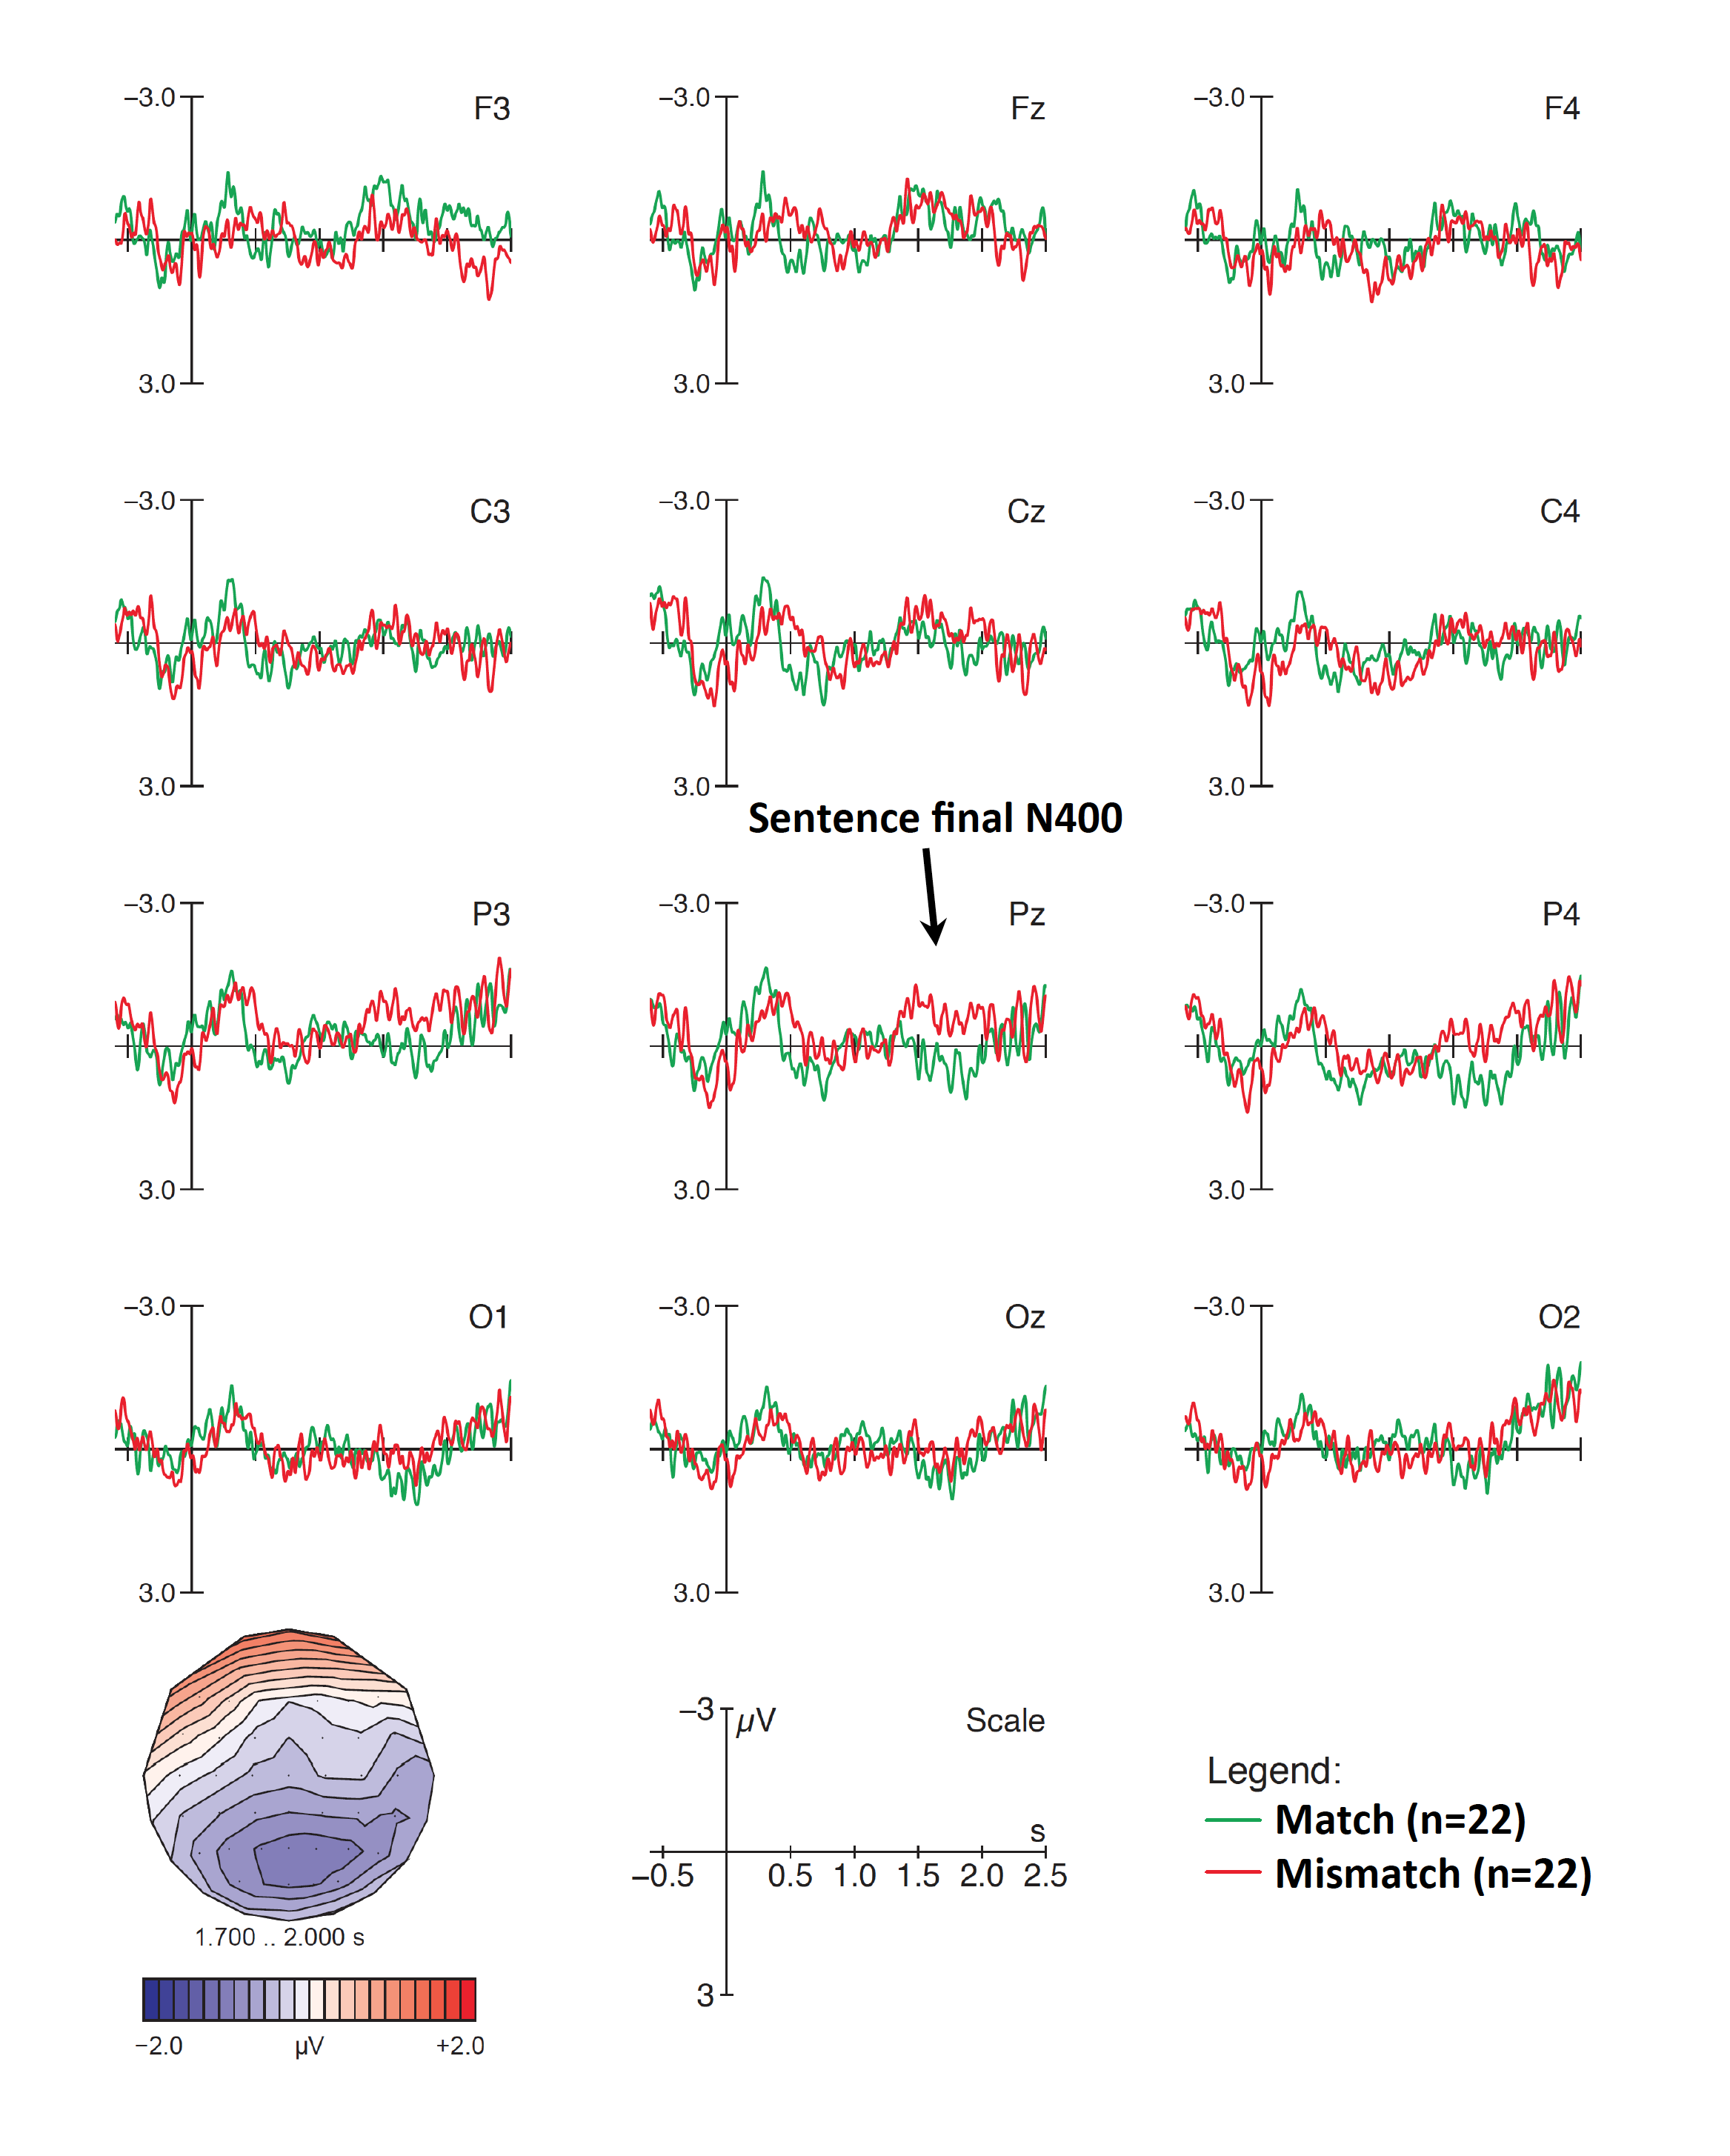 –3.0 F3
3.0
–3.0 Fz
3.0
–3.0 F4
3.0
–3.0 C3
3.0
–3.0 Cz
3.0
–3.0 C4
3.0
Sentence final N400
–3.0 P3
3.0
–3.0 Pz
3.0
–3.0 P4
3.0
–3.0 O1
3.0
–3.0 Oz
3.0
–3.0 O2
3.0
1.700 .. 2.000 s
−2.0 µV +2.0
–3 µV Scale
s
–0.5 0.5 1.0 1.5 2.0 2.5
3
Legend:
Match (n=22)
Mismatch (n=22)